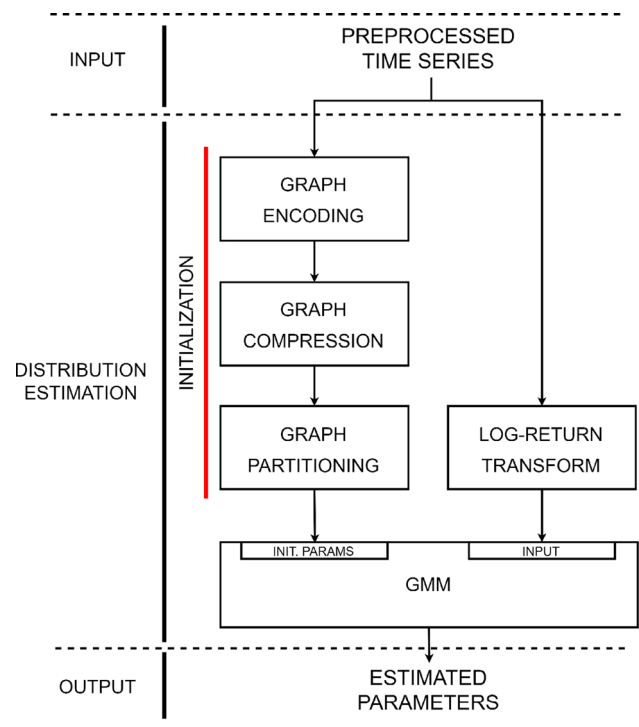 INPUT
PREPROCESSED
TIME SERIES
DISTRIBUTION
ESTIMATION
INITIALIZATION
GRAPH
ENCODING
GRAPH
COMPRESSION
GRAPH
PARTITIONING
LOG-RETURN
TRANSFORM
INIT. PARAMS
INPUT
GMM
OUTPUT
ESTIMATED
PARAMETERS